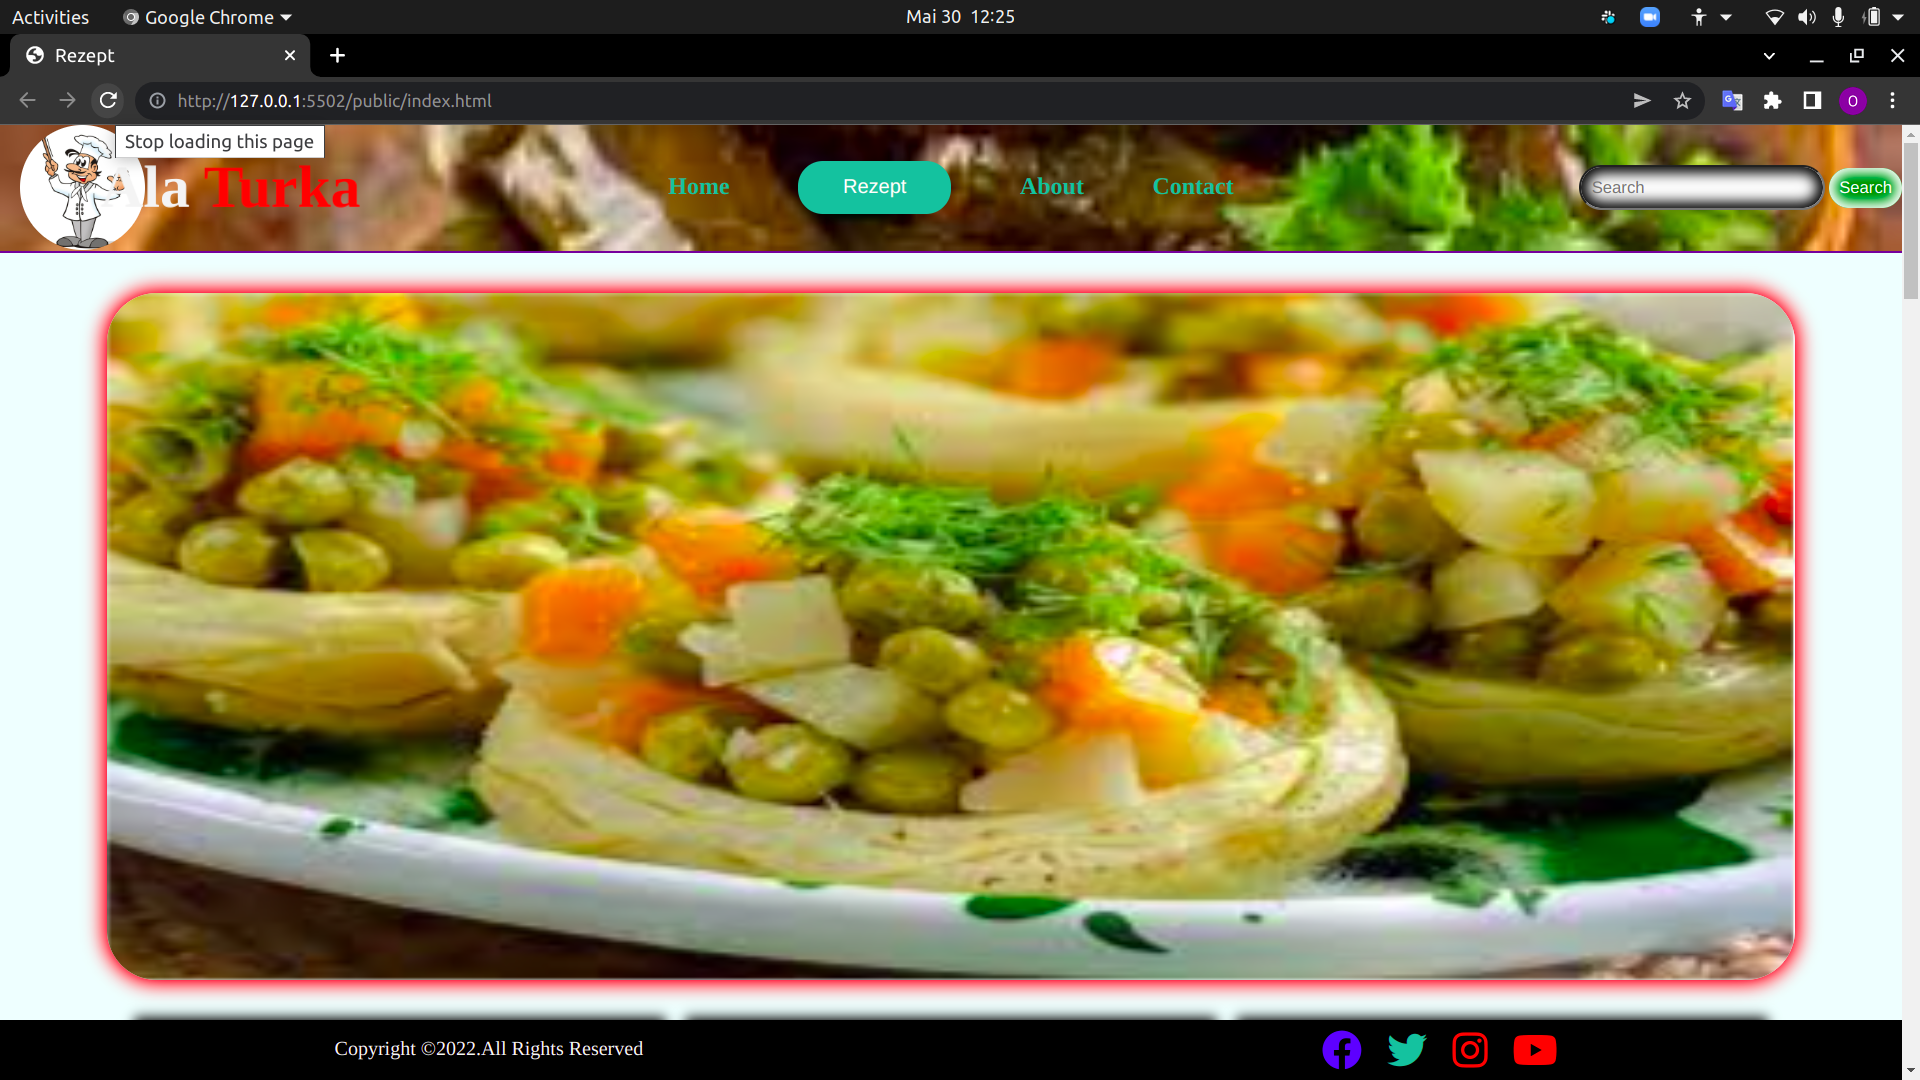 Activities
Google Chrome
Mai 30 12:25
Rezept
http://127.0.0.1:5502/public/index.html
O
Stop loading this page
Ala Turka
Home
Rezept
About
Contact
Search
Search
Copyright ©2022.All Rights Reserved